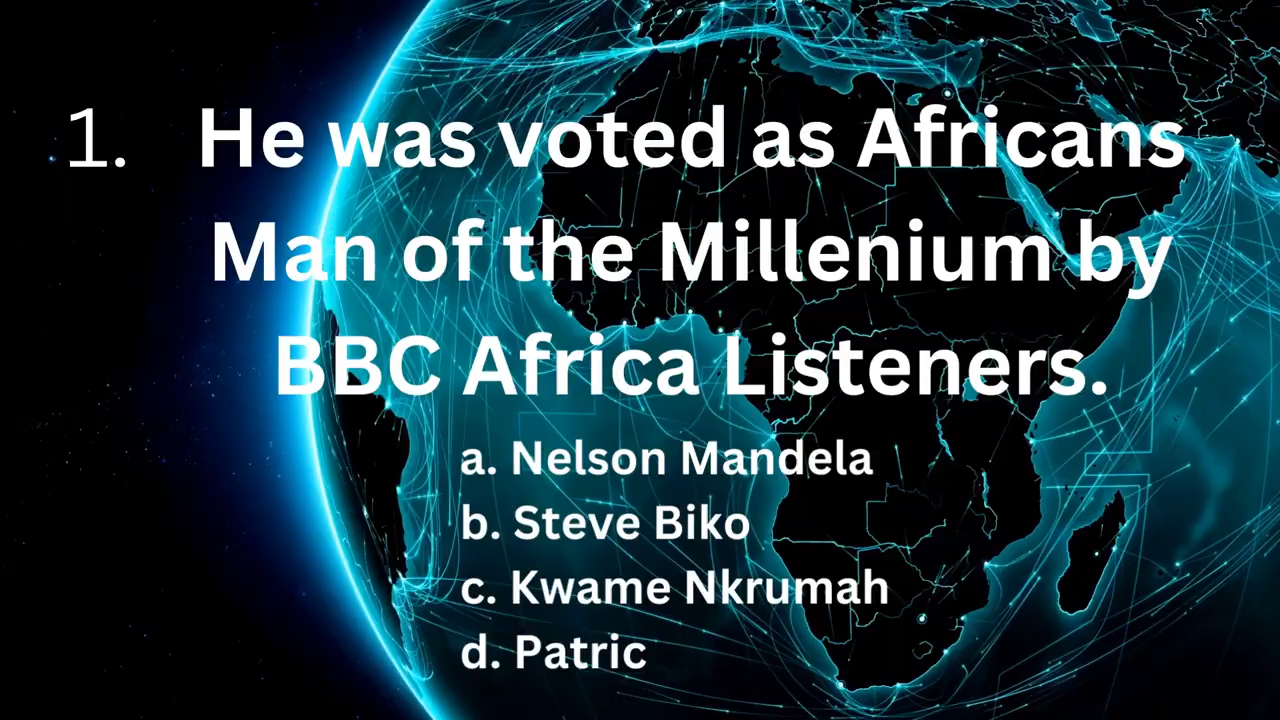 1. He was voted as Africans
Man of the Millenium by
BBC Africa Listeners.
a. Nelson Mandela
b. Steve Biko
c. Kwame Nkrumah
d. Patric